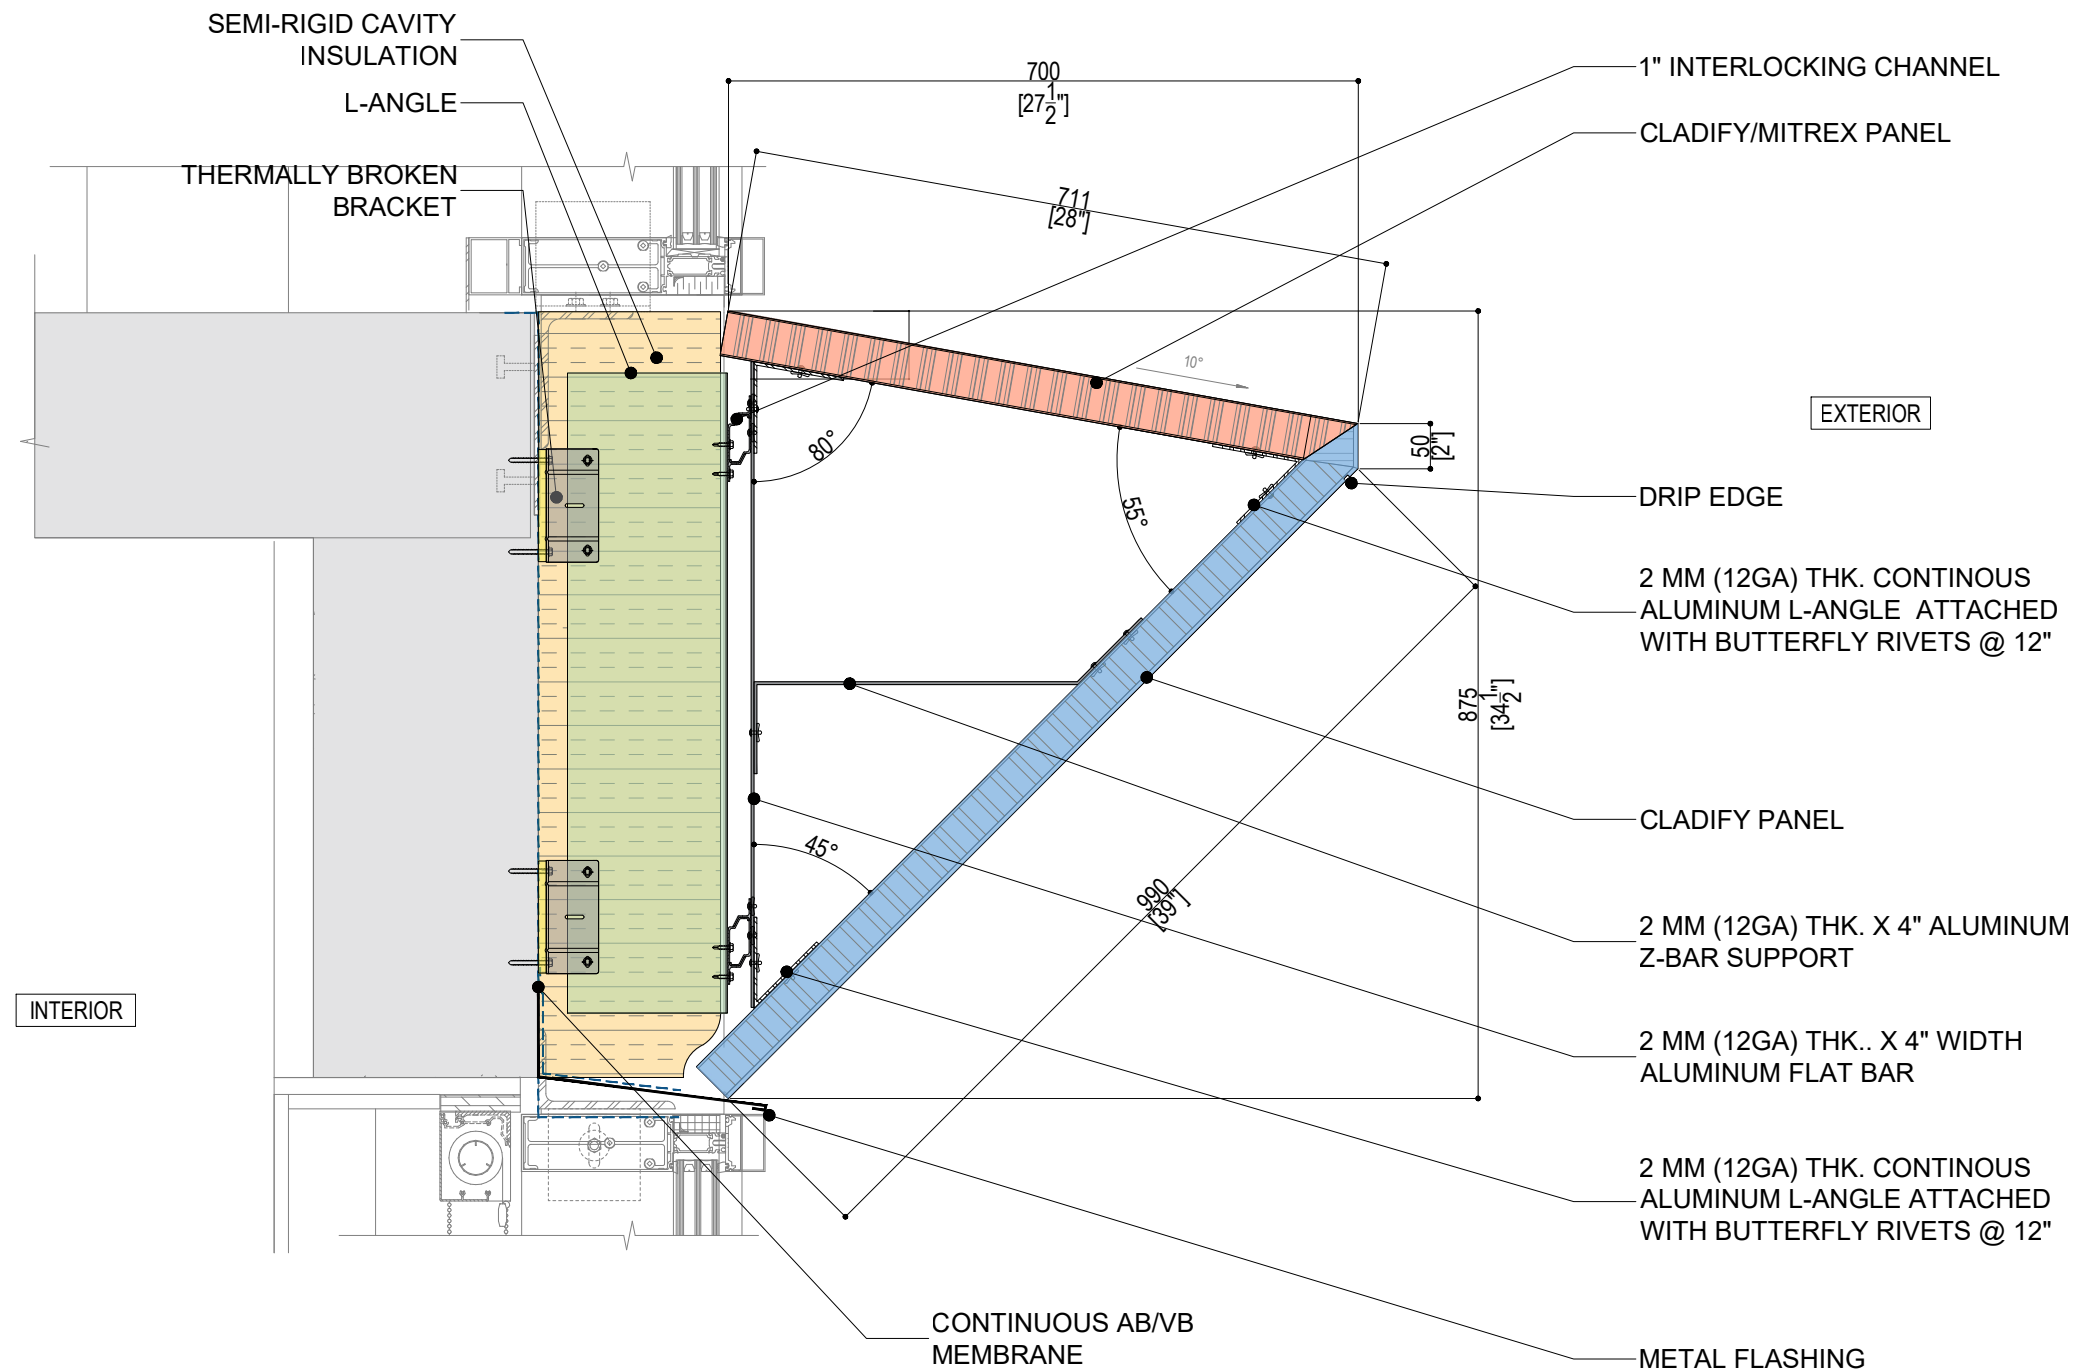 SEMI-RIGID CAVITY
INSULATION
L-ANGLE
THERMALLY BROKEN
BRACKET
700
[27 1/2"]
711
[28"]
1" INTERLOCKING CHANNEL
CLADIFY/MITREX PANEL
10°
EXTERIOR
80°
50
[2"]
55°
DRIP EDGE
2 MM (12GA) THK. CONTINOUS
ALUMINUM L-ANGLE ATTACHED
WITH BUTTERFLY RIVETS @ 12"
875
[34 1/2"]
CLADIFY PANEL
45°
990
[39"]
2 MM (12GA) THK. X 4" ALUMINUM
Z-BAR SUPPORT
INTERIOR
2 MM (12GA) THK.. X 4" WIDTH
ALUMINUM FLAT BAR
2 MM (12GA) THK. CONTINOUS
ALUMINUM L-ANGLE ATTACHED
WITH BUTTERFLY RIVETS @ 12"
CONTINUOUS AB/VB
MEMBRANE
METAL FLASHING